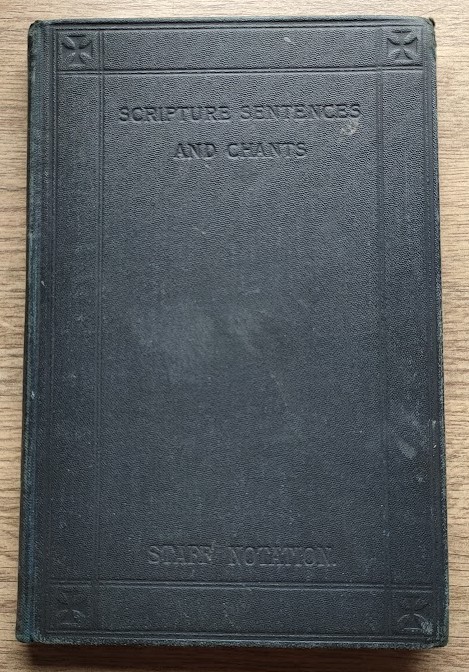 SCRIPTURE SENTENCES
AND CHANTS
STAFF NOTATION.